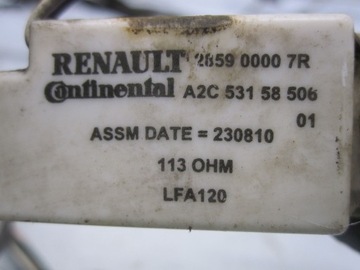 RENAULT 2859 0000 7R
Continental A2C 531 58 506
01
ASSM DATE = 230810
113 OHM
LFA120